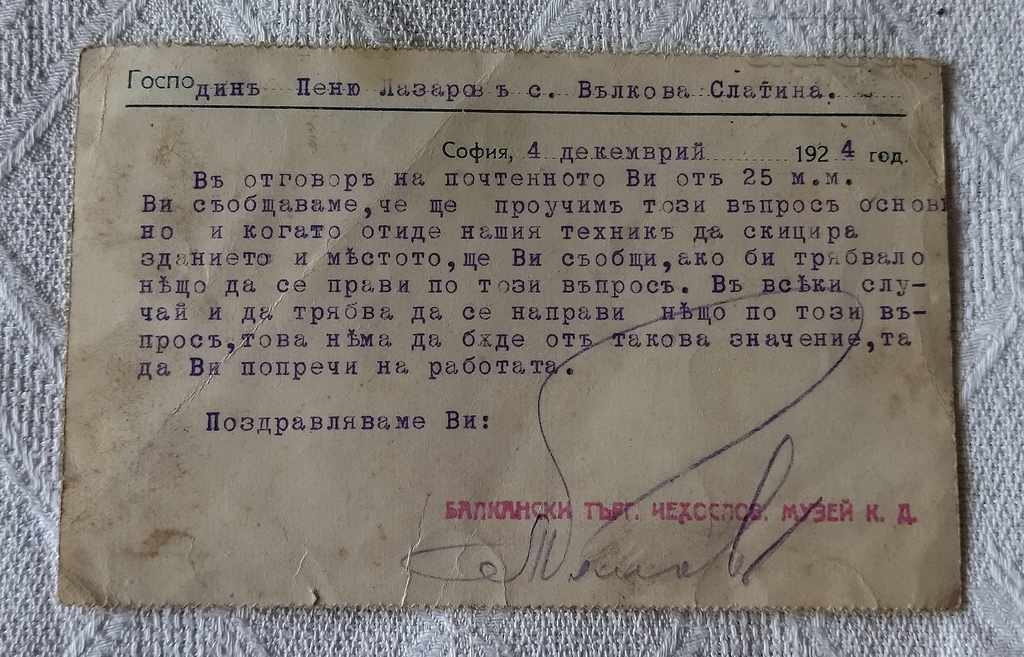 Господинъ Пеню Лазаровъ с. Вълкова Слатина.
София, 4 декемврий 1924 год.
Въ отговоръ на почтенното Ви отъ 25 м.м.
Ви съобщаваме,че ще проучимъ този въпросъ основ
но и когато отиде нашия техникъ да скицира
зданието и мѣстото,ще Ви съобщи,ако би трябвало
нѣщо да се прави по този въпросъ. Въ всѣки слу-
чай и да трябва да се направи нѣщо по този въ-
просъ,това нѣма да бѫде отъ такова значение,та
да Ви попречи на работата.
Поздравляваме Ви:
БАЛКАНСКИ ТЪРГ. ЧЕХОСЛОВ. МУЗЕЙ К. Д.